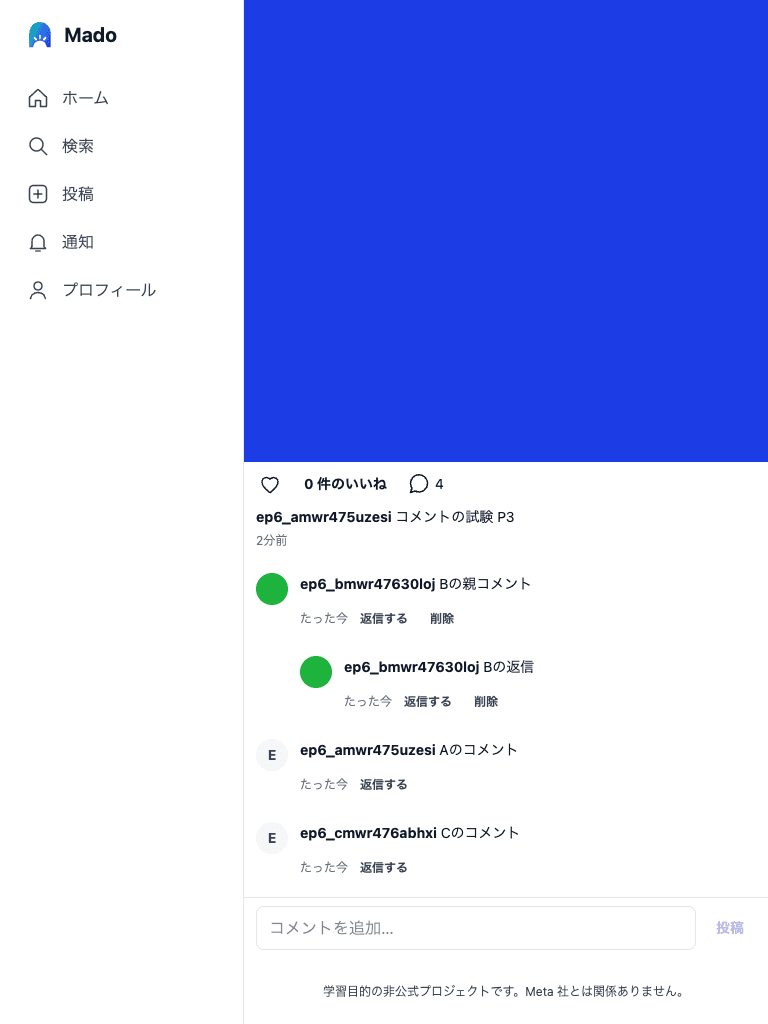 Mado
ホーム
検索
投稿
通知
プロフィール
0 件のいいね 4
ep6_amwr475uzesi コメントの試験 P3
2分前
ep6_bmwr47630loj Bの親コメント
たった今 返信する 削除
ep6_bmwr47630loj Bの返信
たった今 返信する 削除
E ep6_amwr475uzesi Aのコメント
たった今 返信する
E ep6_cmwr476abhxi Cのコメント
たった今 返信する
コメントを追加... 投稿
学習目的の非公式プロジェクトです。Meta 社とは関係ありません。